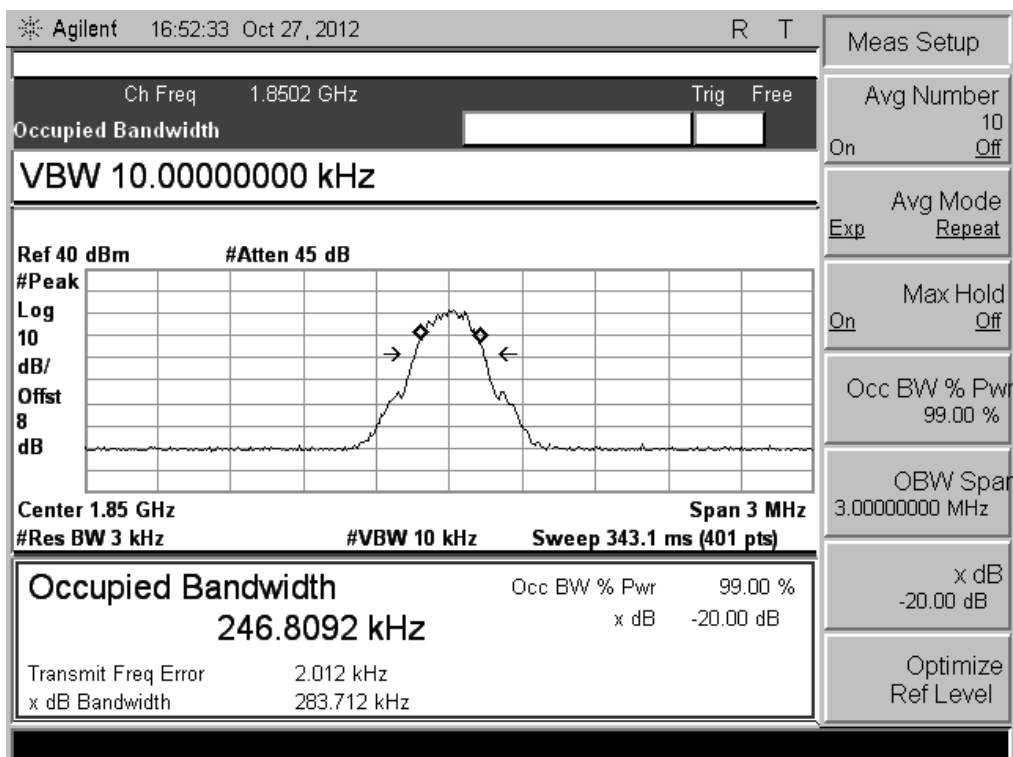 Agilent 16:52:33 Oct 27, 2012 R T
Ch Freq 1.8502 GHz Trig Free
Occupied Bandwidth
VBW 10.00000000 kHz
Ref 40 dBm #Atten 45 dB
#Peak
Log
10
dB/
Offst
8
dB
Center 1.85 GHz Span 3 MHz
#Res BW 3 kHz #VBW 10 kHz Sweep 343.1 ms (401 pts)
Occupied Bandwidth Occ BW % Pwr 99.00 %
246.8092 kHz x dB -20.00 dB
Transmit Freq Error 2.012 kHz
x dB Bandwidth 283.712 kHz
Meas Setup
Avg Number
10
On Off
Avg Mode
Exp Repeat
Max Hold
On Off
Occ BW % Pwr
99.00 %
OBW Span
3.00000000 MHz
x dB
-20.00 dB
Optimize
Ref Level